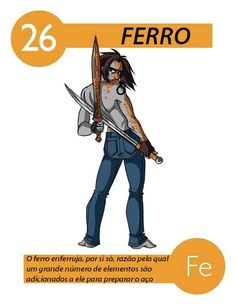 26
FERRO
O ferro enferruja, por si só, razão pela qual
um grande número de elementos são
adicionados a ele para preparar o aço
Fe